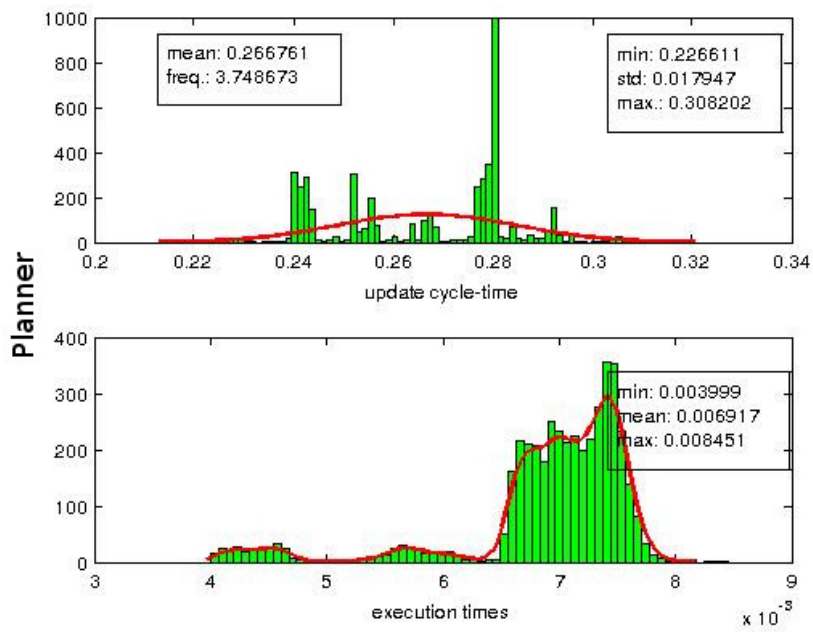 1000
800
600
400
200
0
mean: 0.266761
freq.: 3.748673
min: 0.226611
std: 0.017947
max.: 0.308202
0.2 0.22 0.24 0.26 0.28 0.3 0.32 0.34
update cycle-time
Planner
400
300
200
100
0
min: 0.003999
mean: 0.006917
max: 0.008451
3 4 5 6 7 8 9
execution times
x 10⁻³